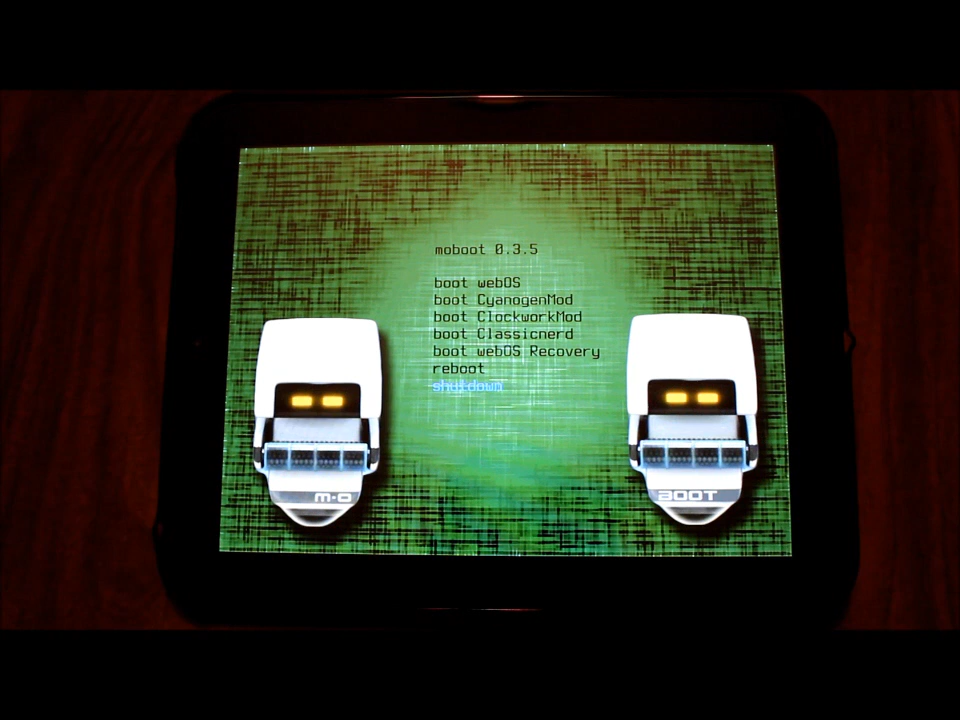 moboot 0.3.5
boot webOS
boot CyanogenMod
boot ClockworkMod
boot Classicnerd
boot webOS Recovery
reboot
shutdown
M-O
BOOT